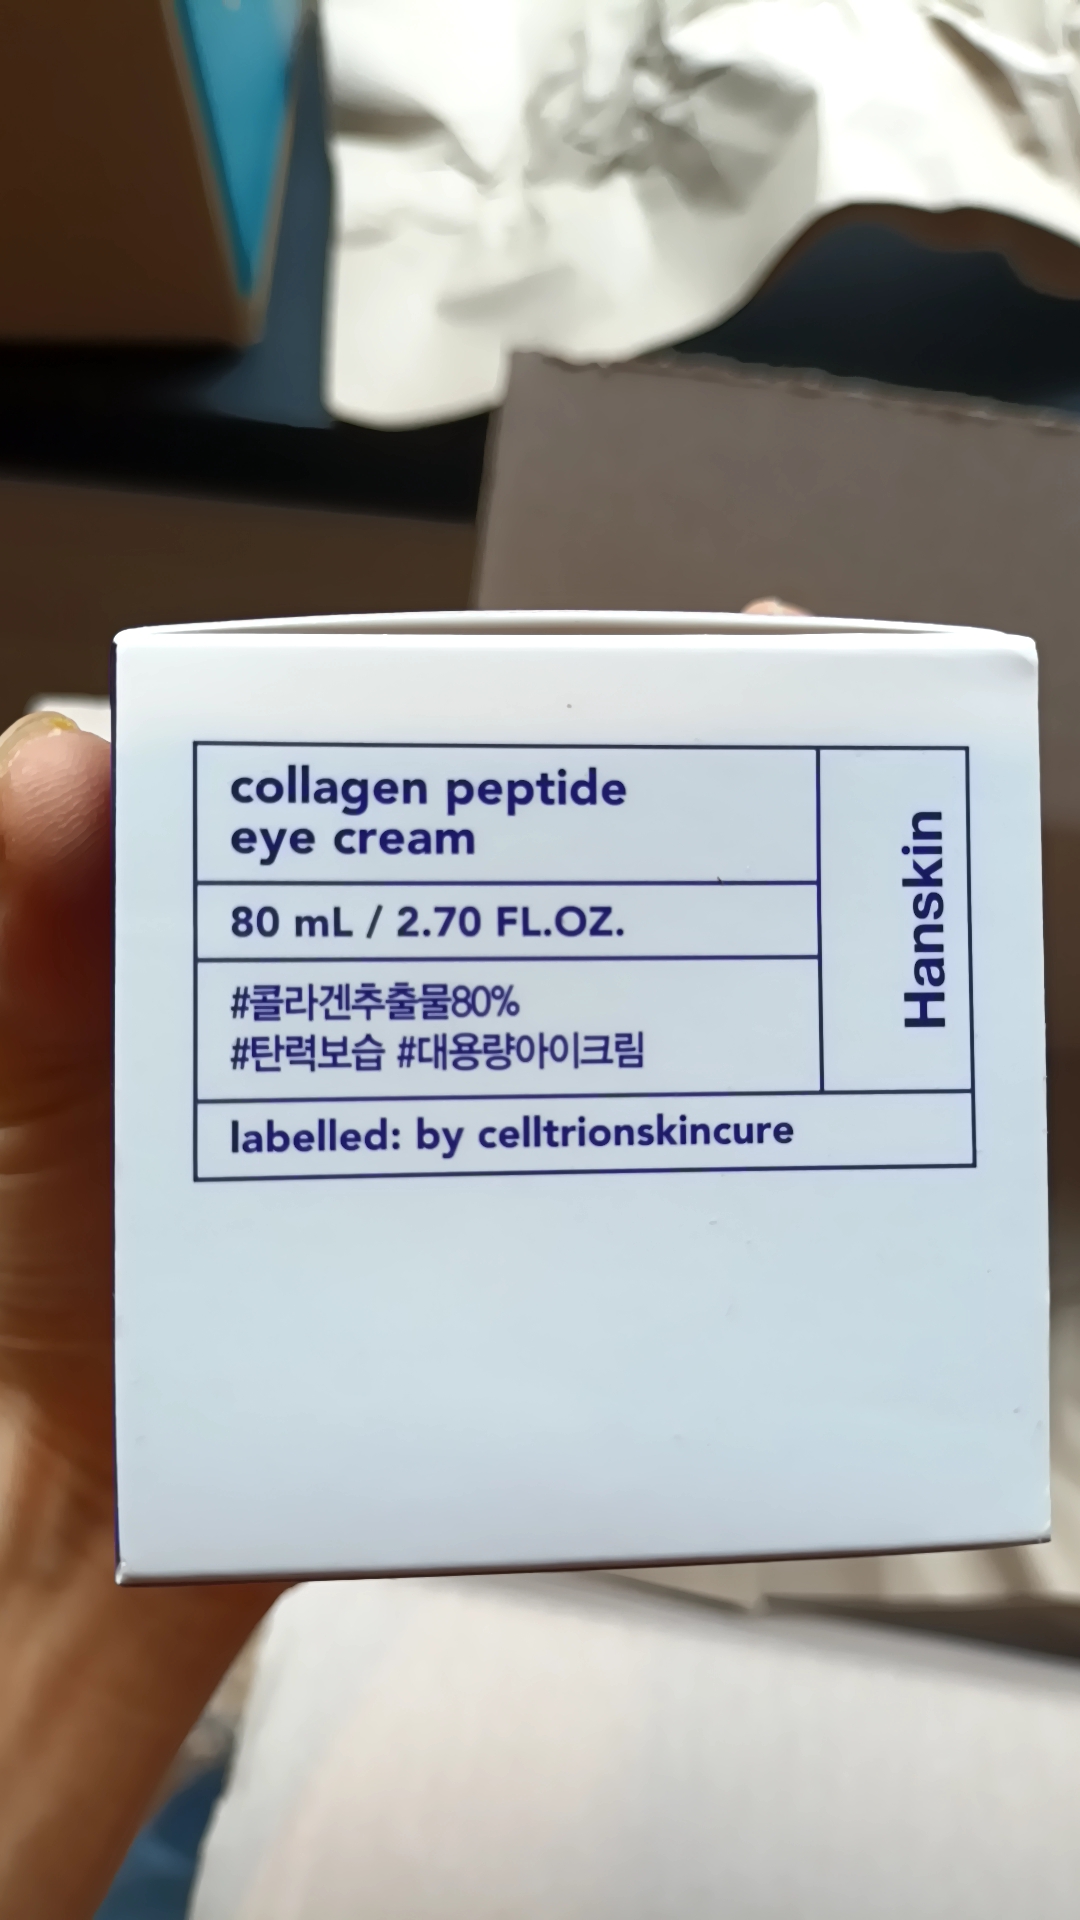 collagen peptide
eye cream
80 mL / 2.70 FL.OZ.
#콜라겐추출물80%
#탄력보습 #대용량아이크림
labelled: by celltrionskincure
Hanskin